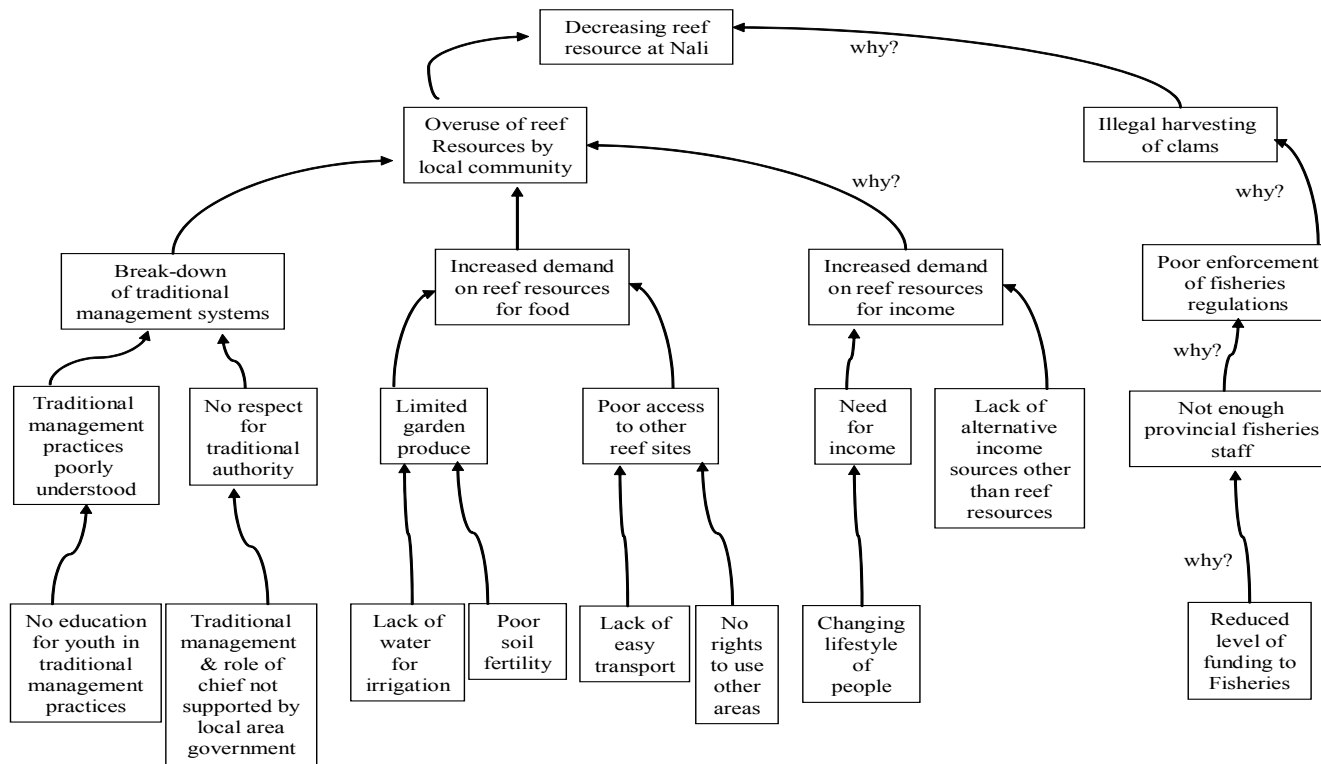 Decreasing reef
resource at Nali
why?
Overuse of reef
Resources by
local community
Illegal harvesting
of clams
why?
why?
Break-down
of traditional
management systems
Increased demand
on reef resources
for food
Increased demand
on reef resources
for income
Poor enforcement
of fisheries
regulations
why?
Traditional
management
practices
poorly
understood
No respect
for
traditional
authority
Limited
garden
produce
Poor access
to other
reef sites
Need
for
income
Lack of
alternative
income
sources other
than reef
resources
Not enough
provincial fisheries
staff
why?
No education
for youth in
traditional
management
practices
Traditional
management
& role of
chief not
supported by
local area
government
Lack of
water
for
irrigation
Poor
soil
fertility
Lack of
easy
transport
No
rights to
use other
areas
Changing
lifestyle
of
people
Reduced
level of
funding to
Fisheries